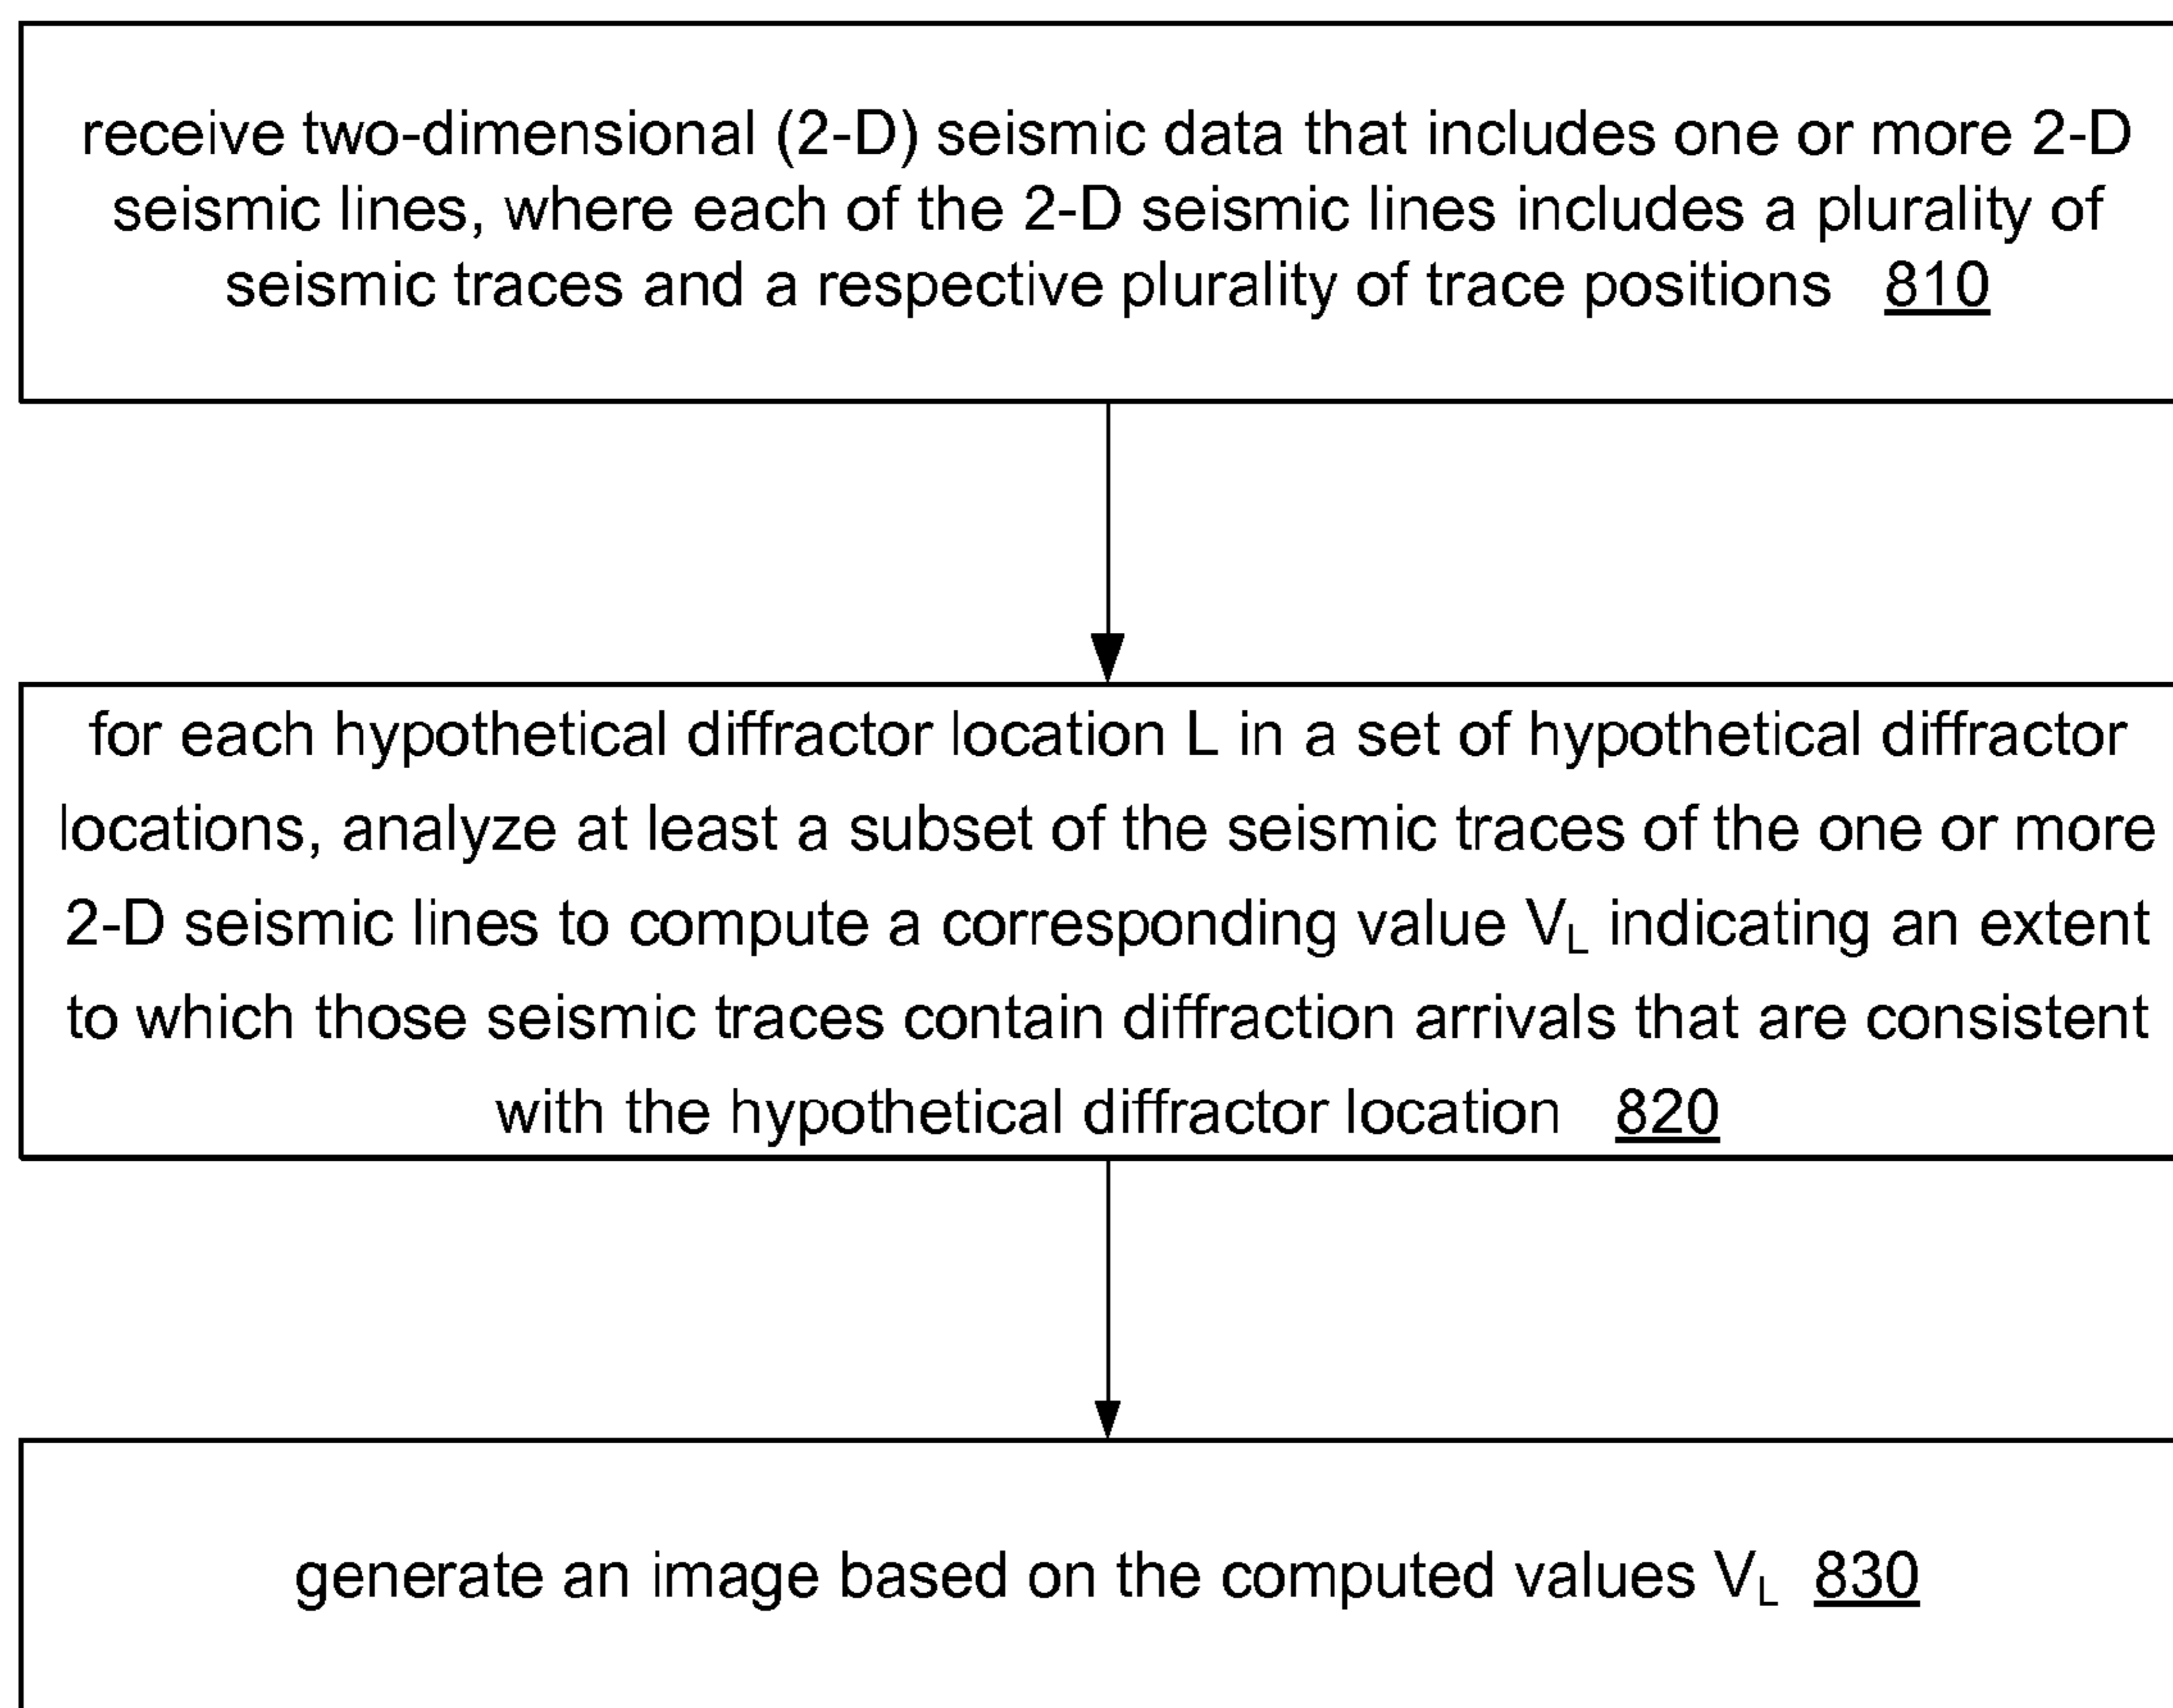 receive two-dimensional (2-D) seismic data that includes one or more 2-D
seismic lines, where each of the 2-D seismic lines includes a plurality of
seismic traces and a respective plurality of trace positions 810
for each hypothetical diffractor location L in a set of hypothetical diffractor
locations, analyze at least a subset of the seismic traces of the one or more
2-D seismic lines to compute a corresponding value VL indicating an extent
to which those seismic traces contain diffraction arrivals that are consistent
with the hypothetical diffractor location 820
generate an image based on the computed values VL 830